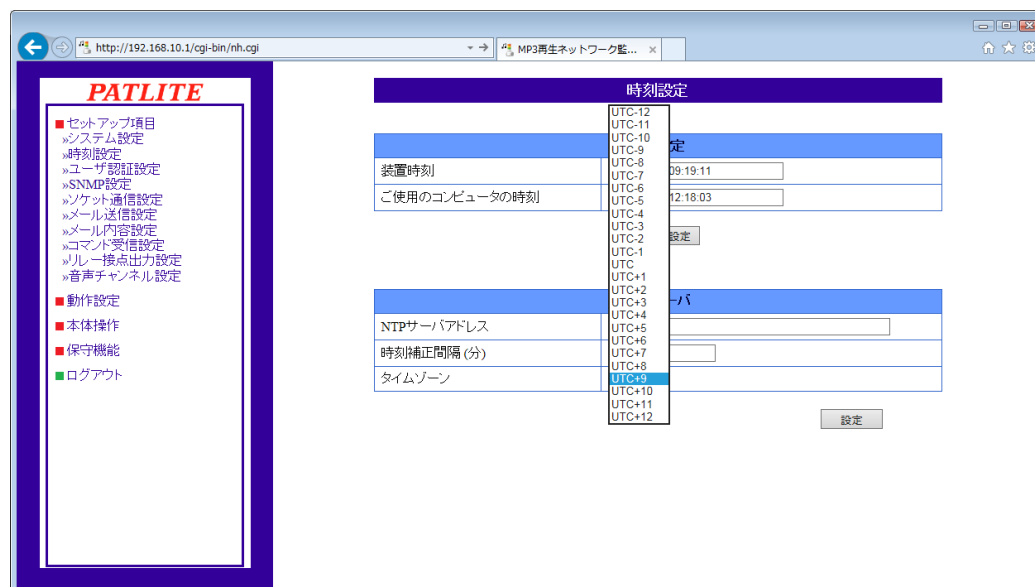 http://192.168.10.1/cgi-bin/nh.cgi
MP3再生ネットワーク監...
PATLITE
セットアップ項目
»システム設定
»時刻設定
»ユーザ認証設定
»SNMP設定
»ソケット通信設定
»メール送信設定
»メール内容設定
»コマンド受信設定
»リレー接点出力設定
»音声チャンネル設定
動作設定
本体操作
保守機能
ログアウト
時刻設定
定
装置時刻
09:19:11
ご使用のコンピュータの時刻
12:18:03
設定
ーバ
NTPサーバアドレス
時刻補正間隔 (分)
タイムゾーン
UTC-12
UTC-11
UTC-10
UTC-9
UTC-8
UTC-7
UTC-6
UTC-5
UTC-4
UTC-3
UTC-2
UTC-1
UTC
UTC+1
UTC+2
UTC+3
UTC+4
UTC+5
UTC+6
UTC+7
UTC+8
UTC+9
UTC+10
UTC+11
UTC+12
設定